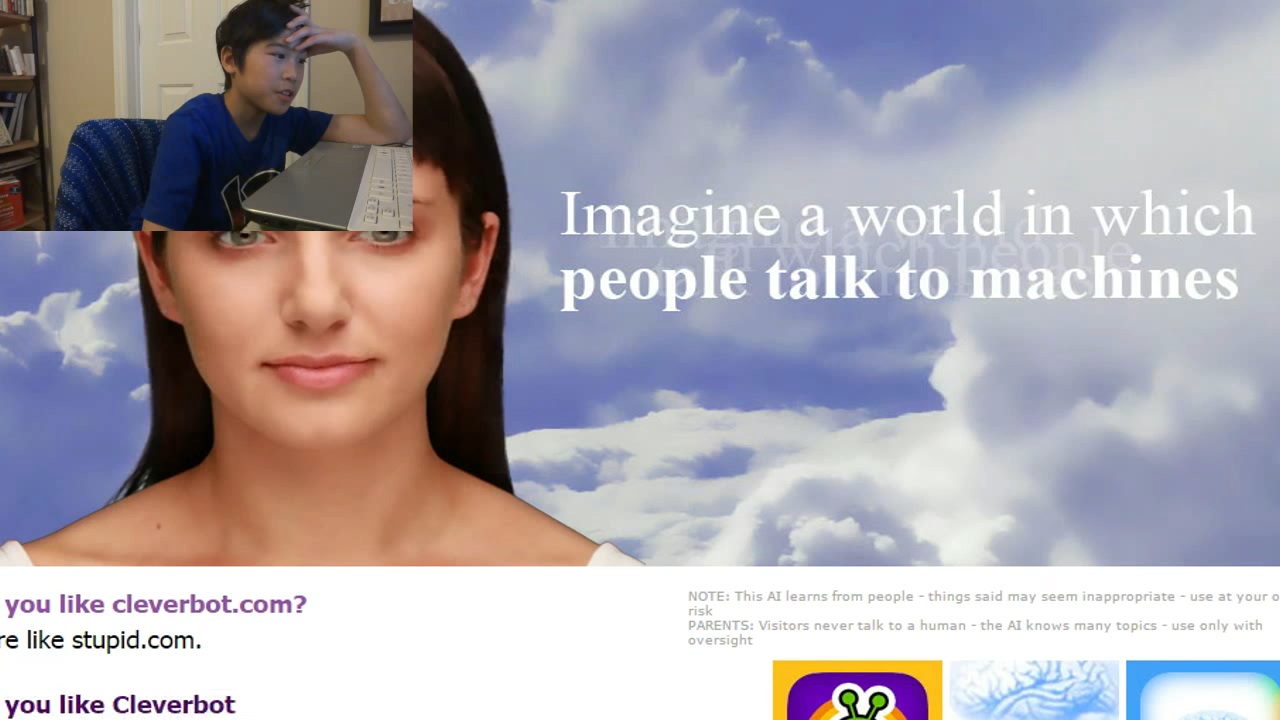 Imagine a world in which
people talk to machines
you like cleverbot.com?
re like stupid.com.
you like Cleverbot
NOTE: This AI learns from people - things said may seem inappropriate - use at your o
risk
PARENTS: Visitors never talk to a human - the AI knows many topics - use only with
oversight